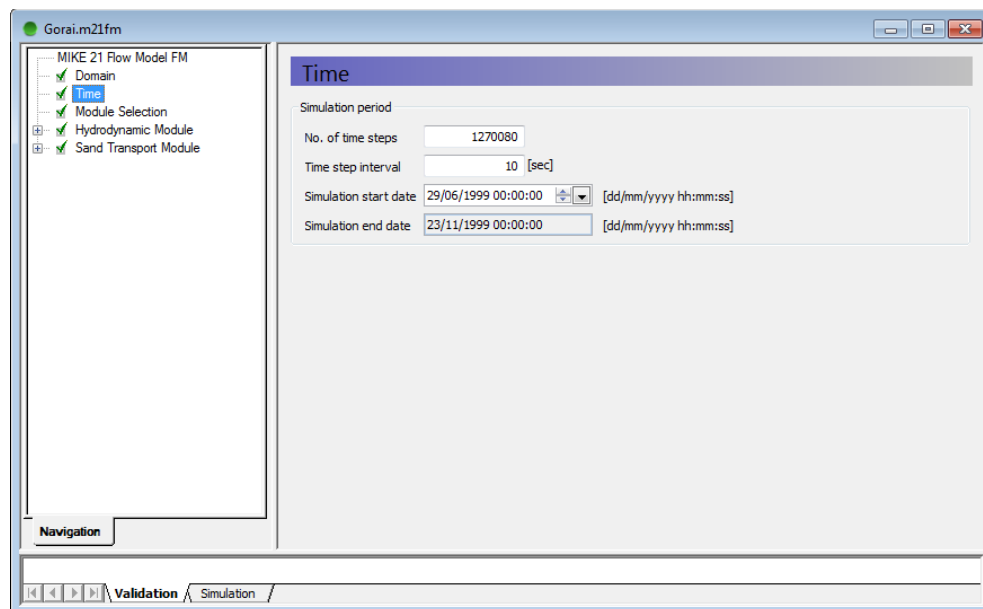 Gorai.m21fm
MIKE 21 Flow Model FM
Domain
Time
Module Selection
Hydrodynamic Module
Sand Transport Module
Navigation
Time
Simulation period
No. of time steps 1270080
Time step interval 10 [sec]
Simulation start date 29/06/1999 00:00:00 [dd/mm/yyyy hh:mm:ss]
Simulation end date 23/11/1999 00:00:00 [dd/mm/yyyy hh:mm:ss]
Validation Simulation